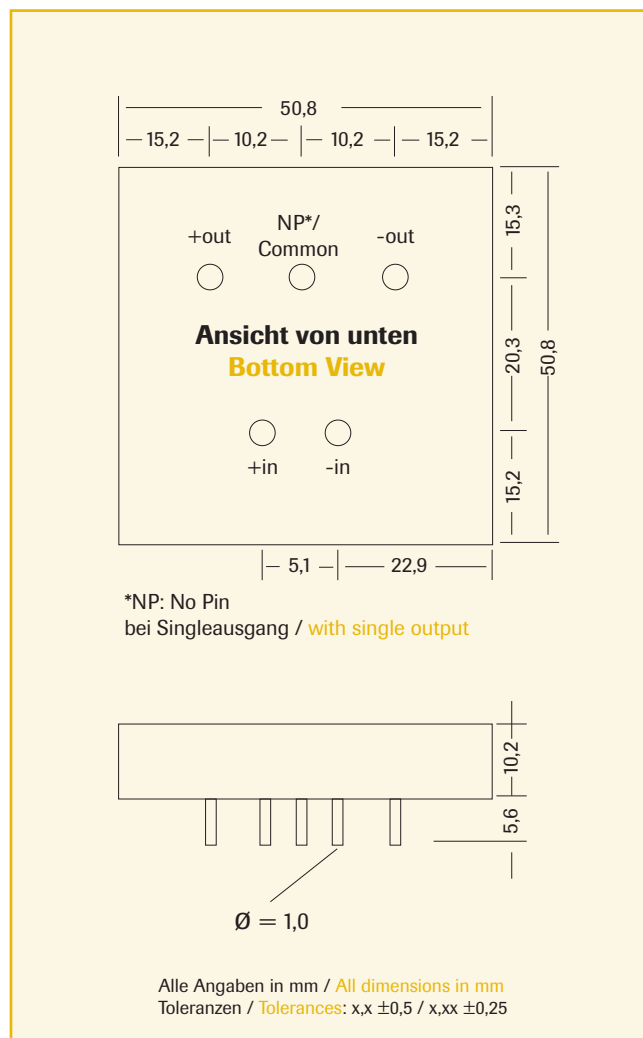 50,8
15,2 10,2 10,2 15,2
15,3
+out
NP*/
Common
-out
Ansicht von unten
Bottom View
20,3
50,8
+in
-in
15,2
5,1
22,9
*NP: No Pin
bei Singleausgang / with single output
10,2
5,6
Ø = 1,0
Alle Angaben in mm / All dimensions in mm
Toleranzen / Tolerances: x,x ±0,5 / x,xx ±0,25